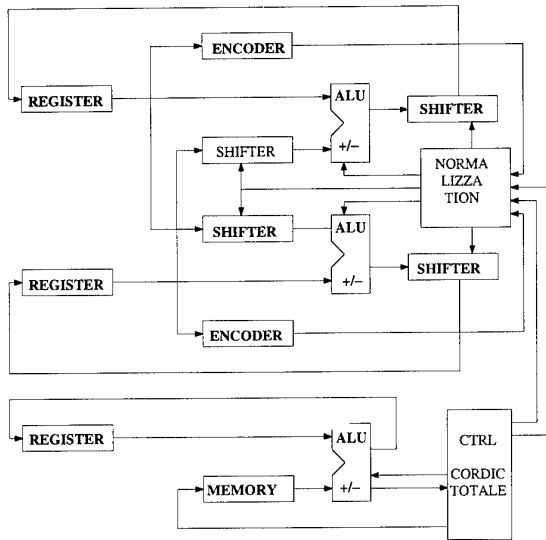 ENCODER
REGISTER
ALU
SHIFTER
SHIFTER
+/−
NORMA
LIZZA
TION
SHIFTER
ALU
REGISTER
+/−
SHIFTER
ENCODER
REGISTER
ALU
CTRL
MEMORY
+/−
CORDIC
TOTALE